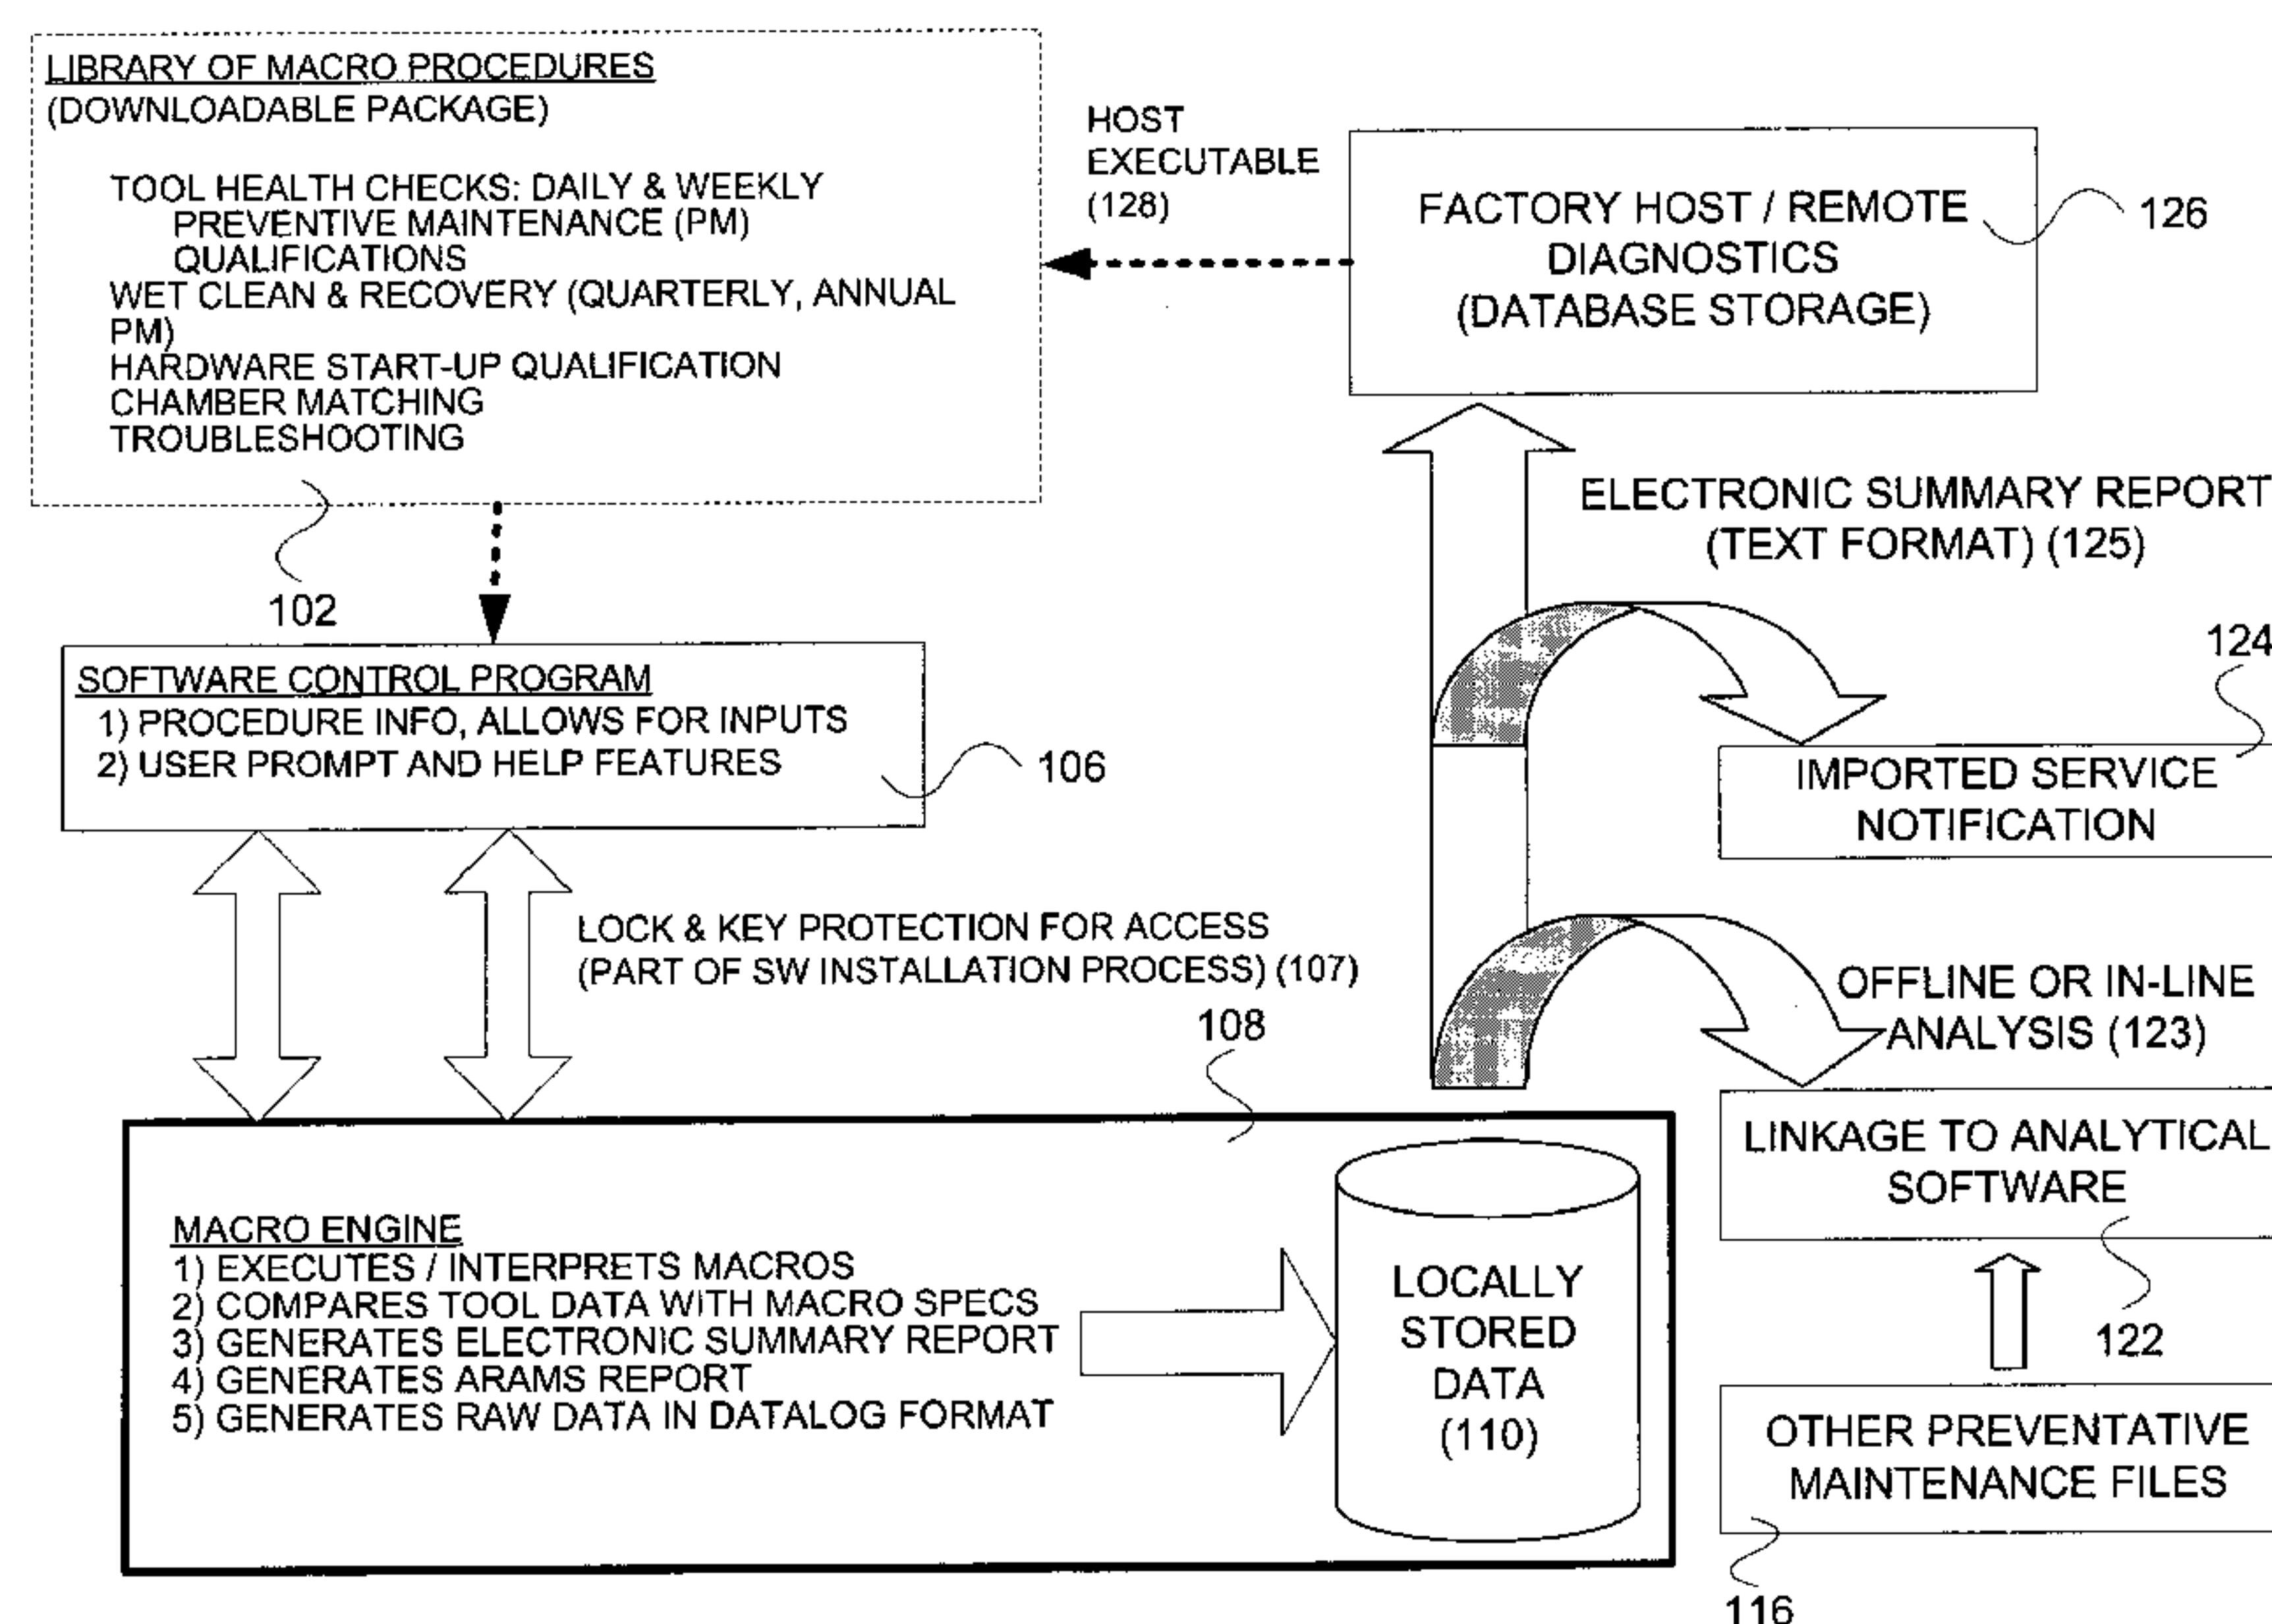 LIBRARY OF MACRO PROCEDURES
(DOWNLOADABLE PACKAGE)
TOOL HEALTH CHECKS: DAILY & WEEKLY
PREVENTIVE MAINTENANCE (PM)
QUALIFICATIONS
WET CLEAN & RECOVERY (QUARTERLY, ANNUAL
PM)
HARDWARE START-UP QUALIFICATION
CHAMBER MATCHING
TROUBLESHOOTING
102
HOST
EXECUTABLE
(128)
FACTORY HOST / REMOTE
DIAGNOSTICS
(DATABASE STORAGE)
126
ELECTRONIC SUMMARY REPORT
(TEXT FORMAT) (125)
SOFTWARE CONTROL PROGRAM
1) PROCEDURE INFO, ALLOWS FOR INPUTS
2) USER PROMPT AND HELP FEATURES
106
124
IMPORTED SERVICE
NOTIFICATION
LOCK & KEY PROTECTION FOR ACCESS
(PART OF SW INSTALLATION PROCESS) (107)
108
OFFLINE OR IN-LINE
ANALYSIS (123)
LINKAGE TO ANALYTICAL
SOFTWARE
122
MACRO ENGINE
1) EXECUTES / INTERPRETS MACROS
2) COMPARES TOOL DATA WITH MACRO SPECS
3) GENERATES ELECTRONIC SUMMARY REPORT
4) GENERATES ARAMS REPORT
5) GENERATES RAW DATA IN DATALOG FORMAT
LOCALLY
STORED
DATA
(110)
OTHER PREVENTATIVE
MAINTENANCE FILES
116